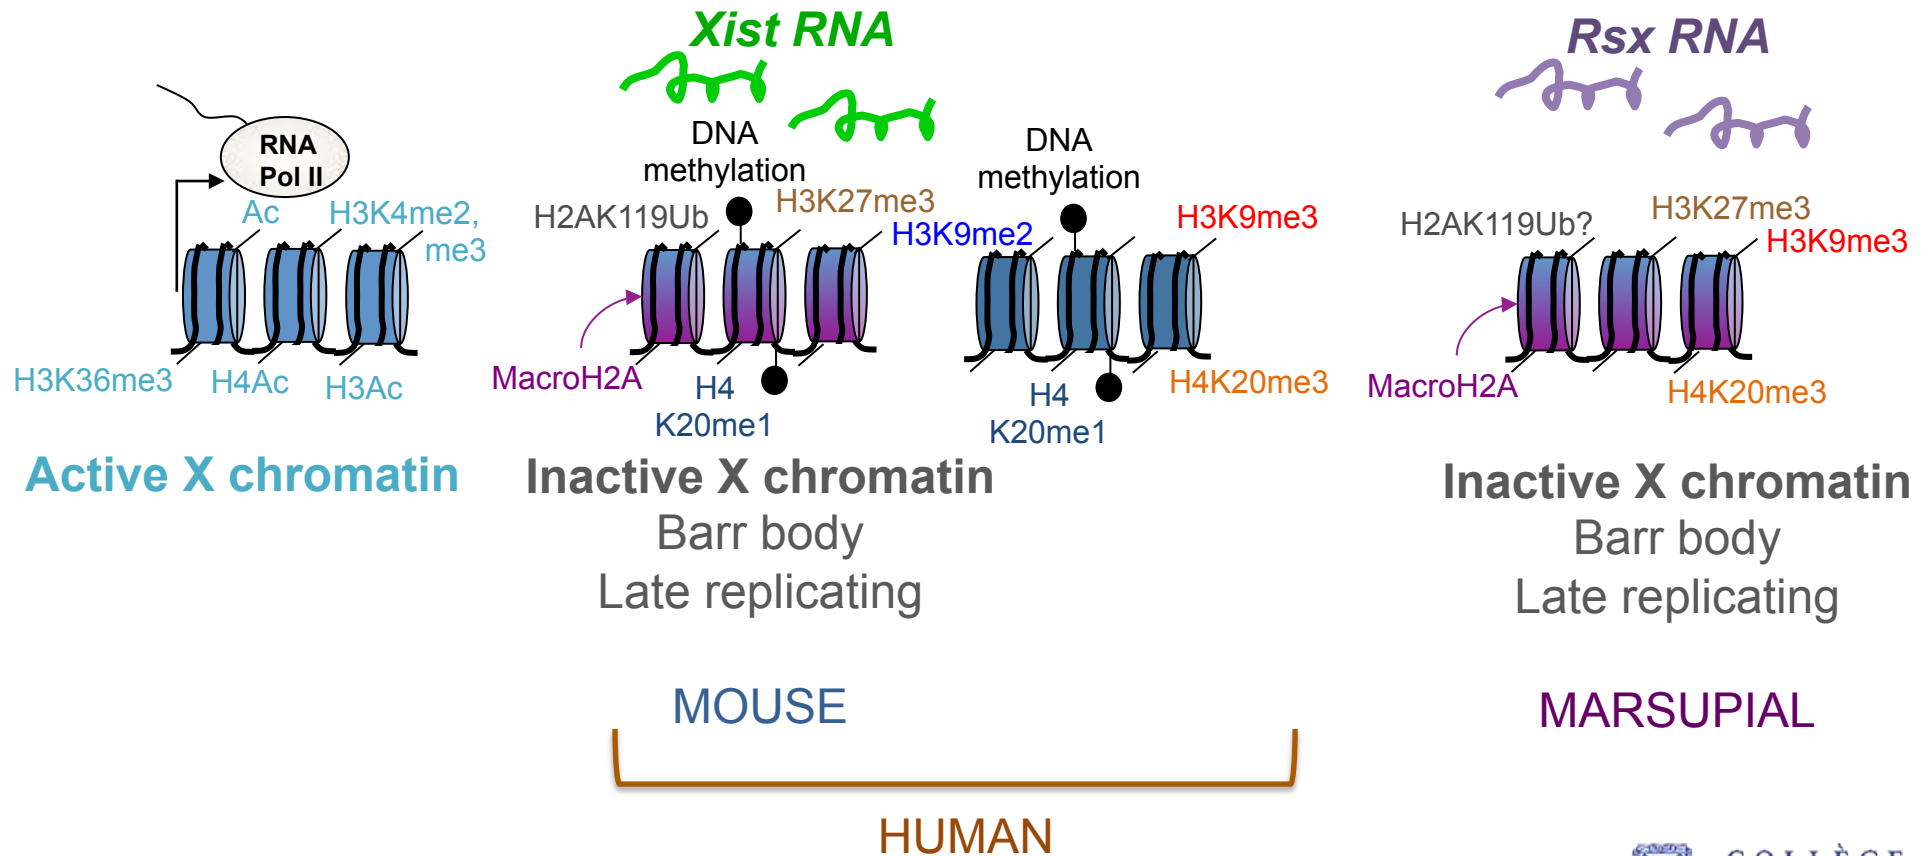 Xist RNA
Rsx RNA
RNA
Pol II
Ac
H3K4me2,
me3
H3K36me3
H4Ac
H3Ac
Active X chromatin
DNA
methylation
H2AK119Ub
H3K27me3
H3K9me2
MacroH2A
H4
K20me1
DNA
methylation
H3K9me3
H4
K20me1
H4K20me3
Inactive X chromatin
Barr body
Late replicating
H2AK119Ub?
H3K27me3
H3K9me3
MacroH2A
H4K20me3
Inactive X chromatin
Barr body
Late replicating
MOUSE
MARSUPIAL
HUMAN
COLLÈGE